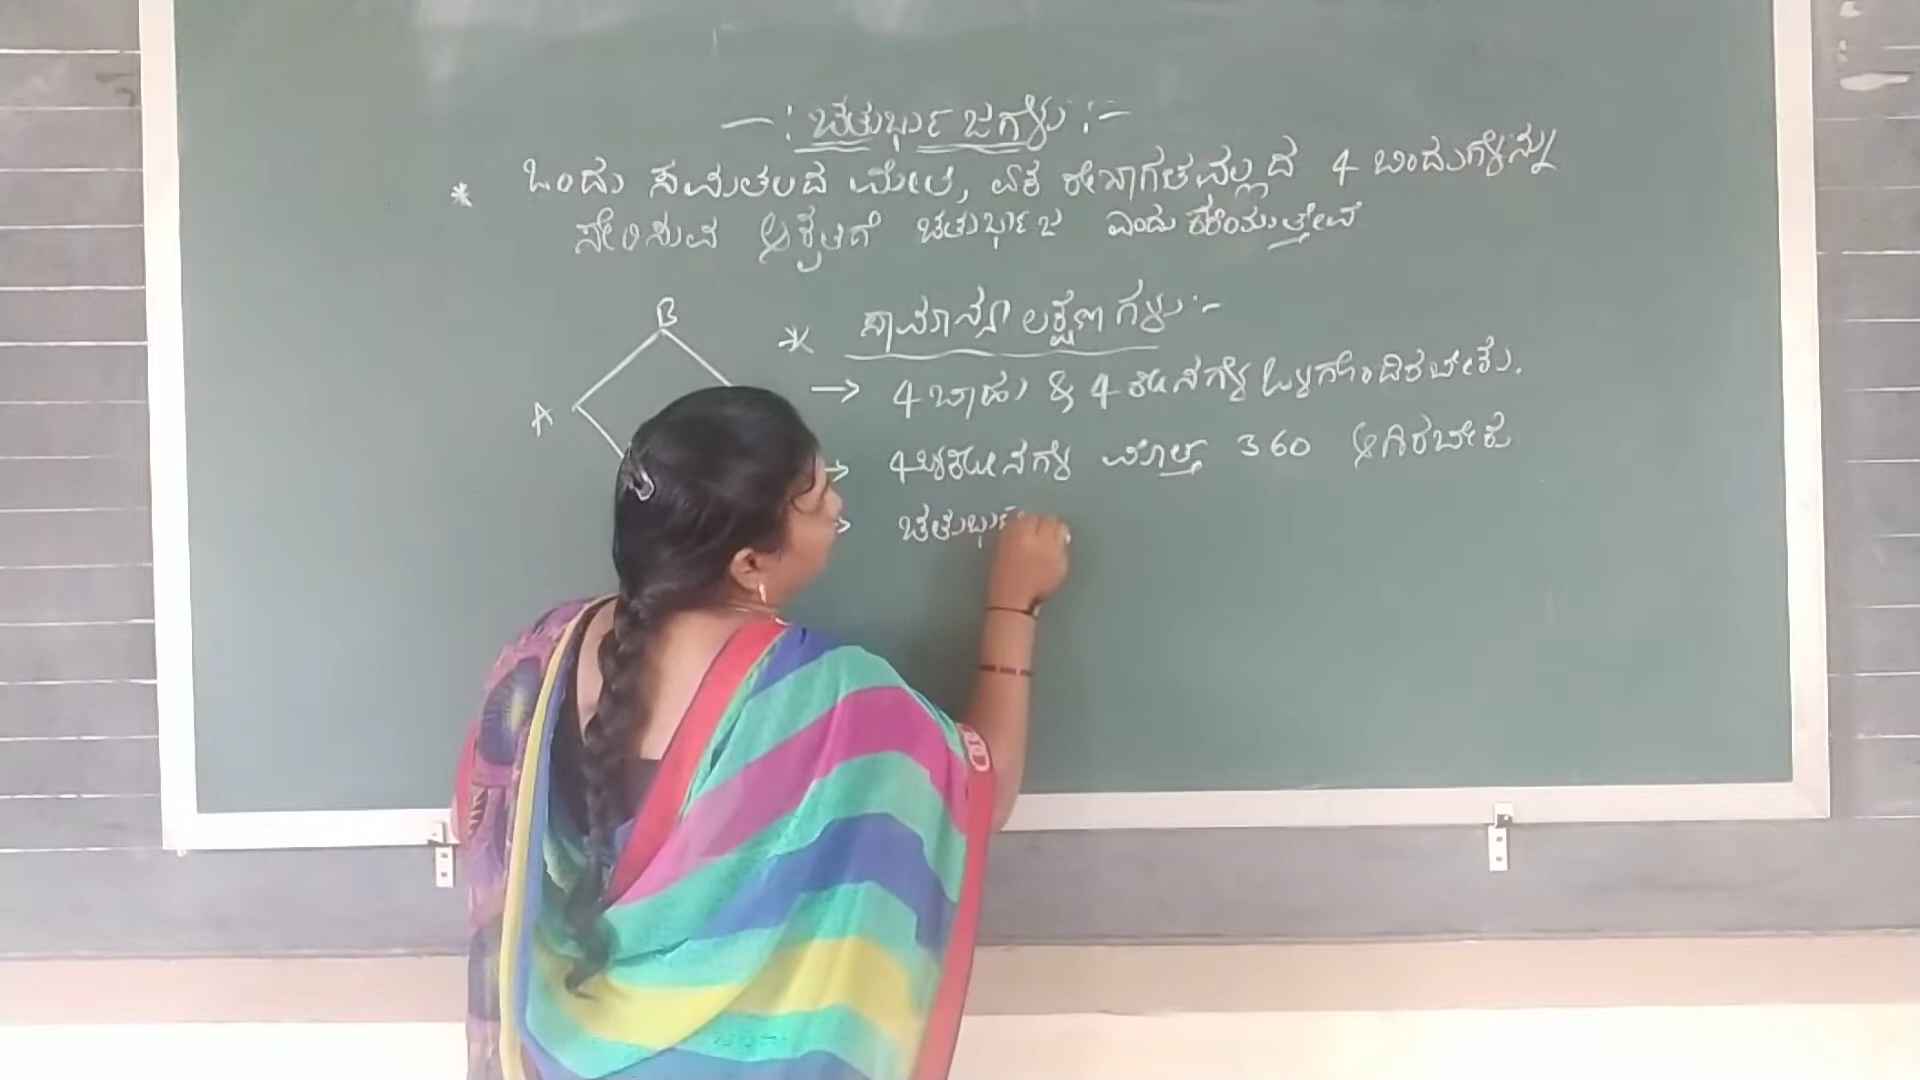 -: ಚತುರ್ಭುಜಗಳು :-
* ಒಂದು ಸಮತಲದ ಮೇಲೆ, ಏಕ ರೇಖಾಗತವಲ್ಲದ 4 ಬಿಂದುಗಳನ್ನು
ಸೇರಿಸುವ ಆಕೃತಿಗೆ ಚತುರ್ಭುಜ ಎಂದು ಕರೆಯುತ್ತೇವೆ
B
A
* ಸಾಮಾನ್ಯ ಲಕ್ಷಣಗಳು :-
→ 4 ಬಾಹು & 4 ಕೋನಗಳ ಒಳಗೊಂಡಿರಬೇಕು.
→ 4 ಕೋನಗಳ ಮೊತ್ತ 360 ಆಗಿರಬೇಕು
→ ಚತುರ್ಭು